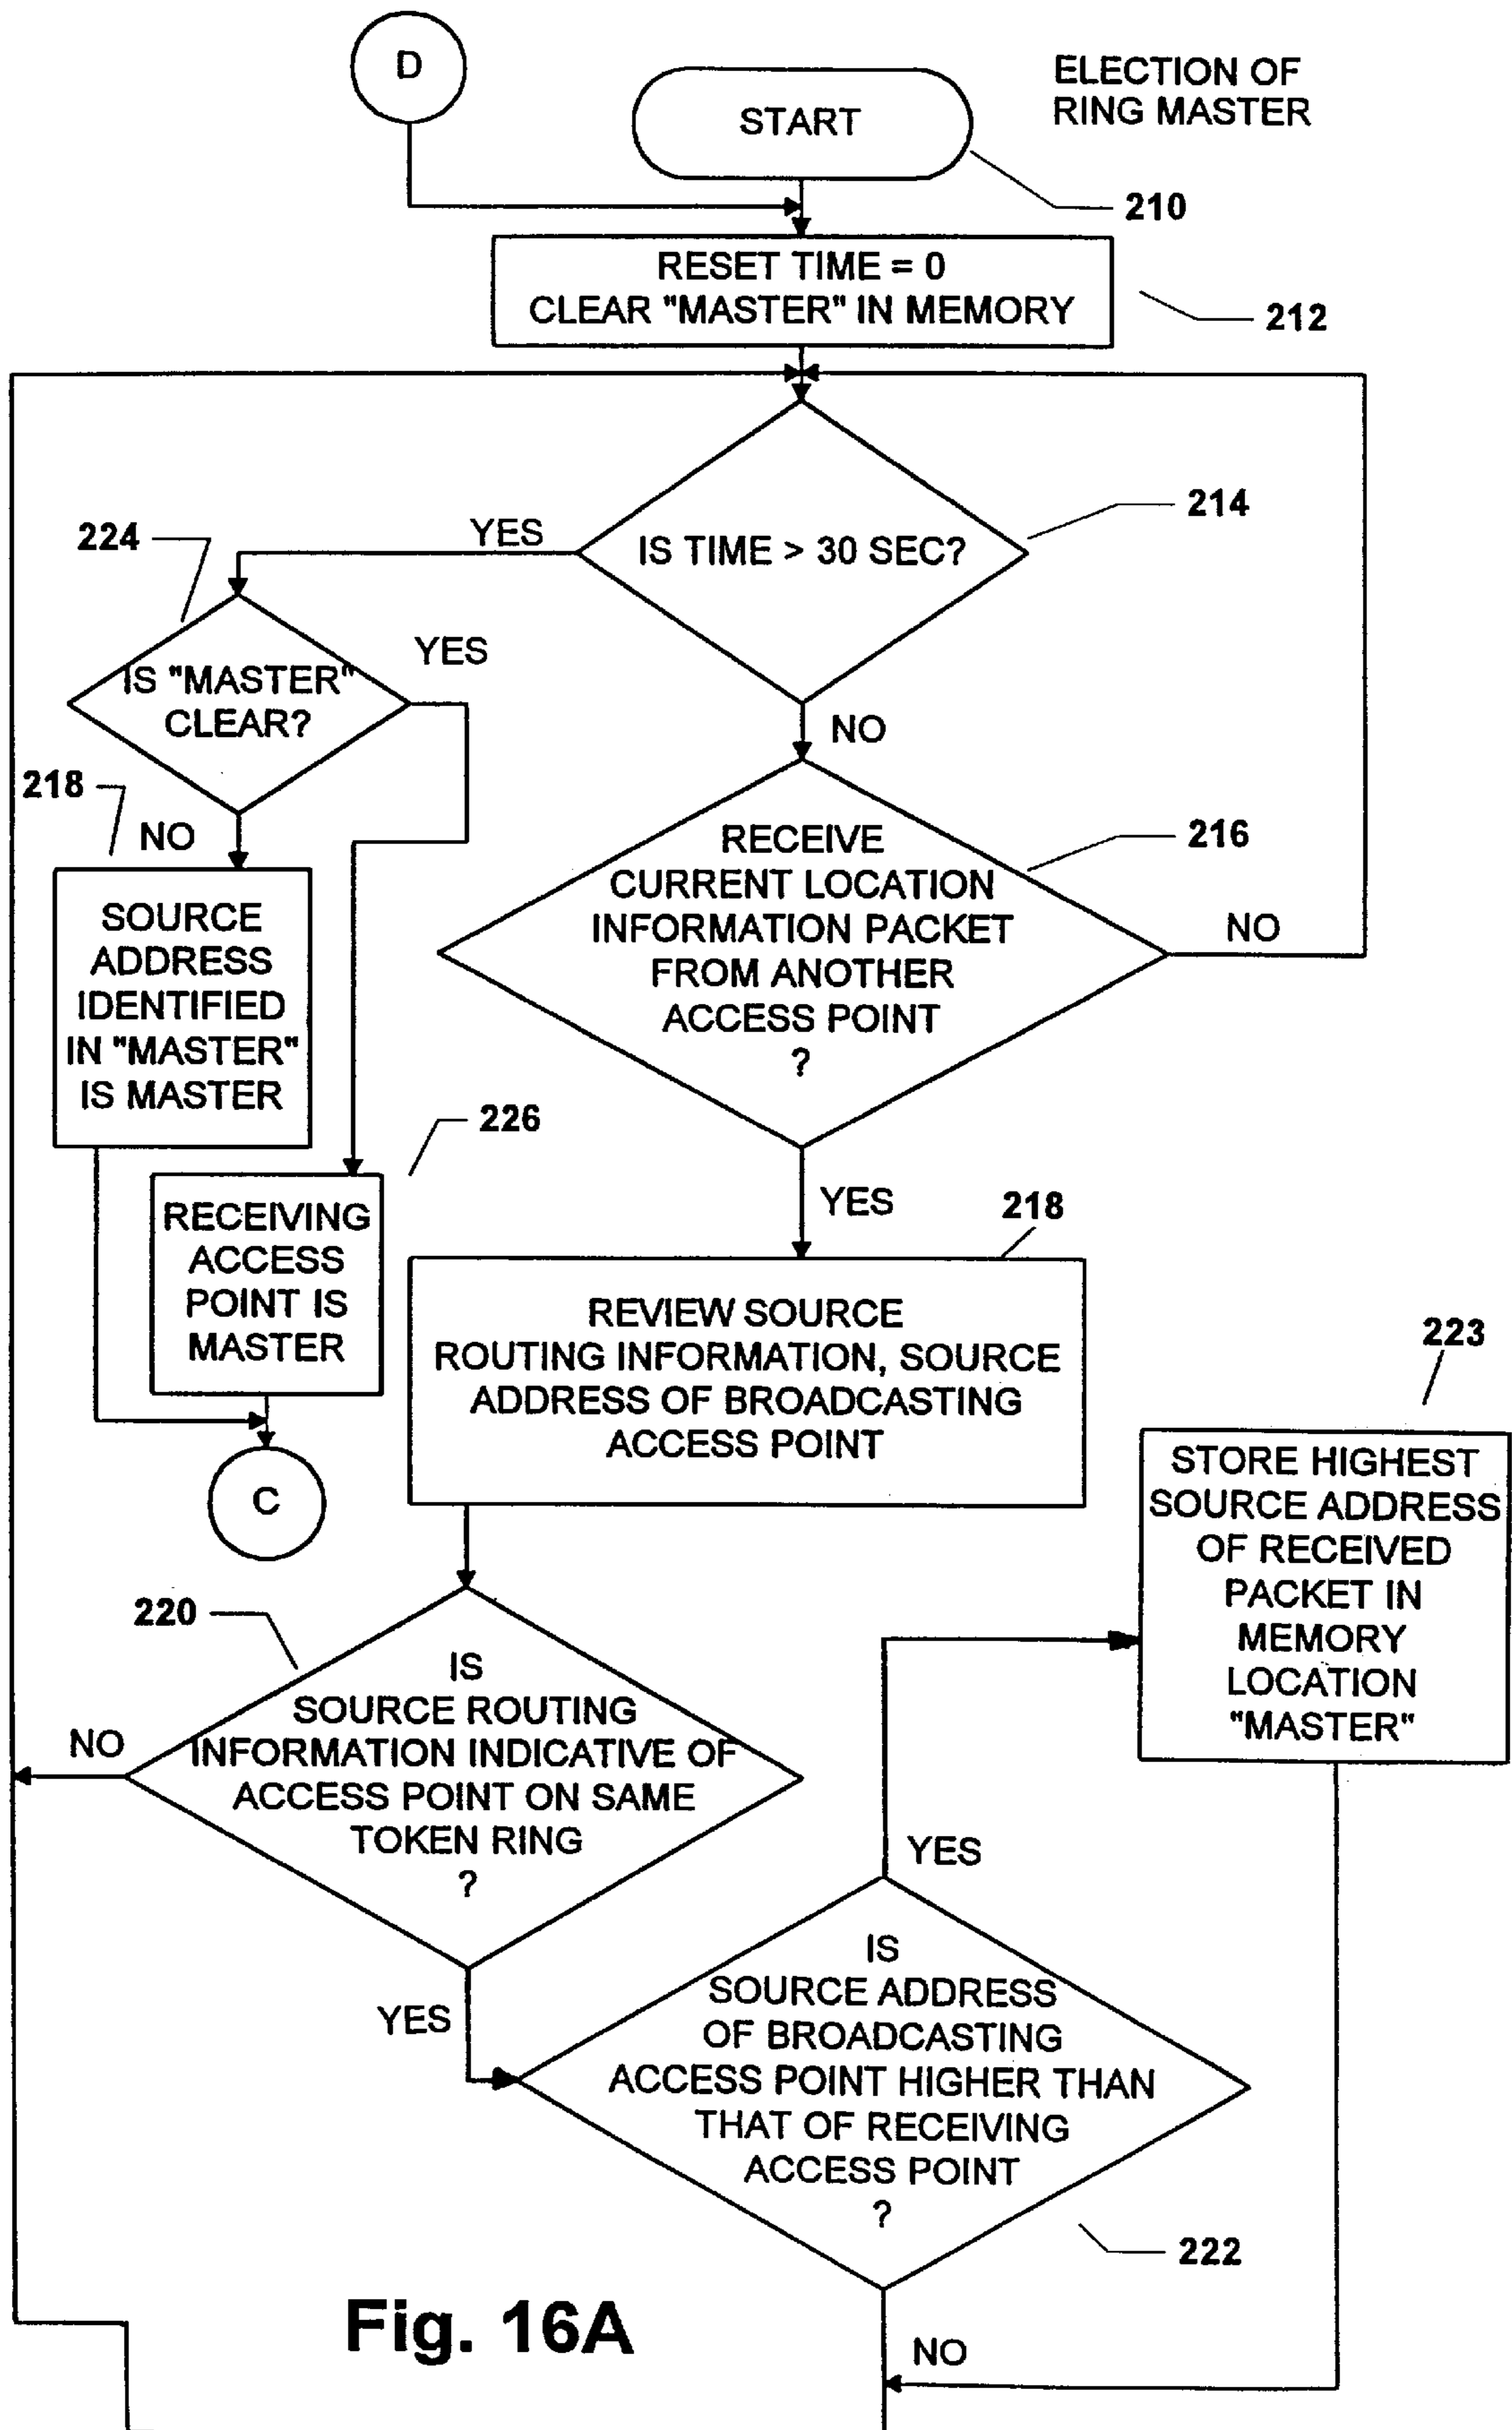 D
START
ELECTION OF
RING MASTER
210
RESET TIME = 0
CLEAR "MASTER" IN MEMORY
212
IS TIME > 30 SEC?
214
YES
224
IS "MASTER"
CLEAR?
YES
NO
218
NO
SOURCE
ADDRESS
IDENTIFIED
IN "MASTER"
IS MASTER
RECEIVE
CURRENT LOCATION
INFORMATION PACKET
FROM ANOTHER
ACCESS POINT
?
216
NO
226
RECEIVING
ACCESS
POINT IS
MASTER
C
YES
218
REVIEW SOURCE
ROUTING INFORMATION, SOURCE
ADDRESS OF BROADCASTING
ACCESS POINT
223
STORE HIGHEST
SOURCE ADDRESS
OF RECEIVED
PACKET IN
MEMORY
LOCATION
"MASTER"
220
IS
SOURCE ROUTING
INFORMATION INDICATIVE OF
ACCESS POINT ON SAME
TOKEN RING
?
NO
YES
YES
IS
SOURCE ADDRESS
OF BROADCASTING
ACCESS POINT HIGHER THAN
THAT OF RECEIVING
ACCESS POINT
?
222
NO
Fig. 16A